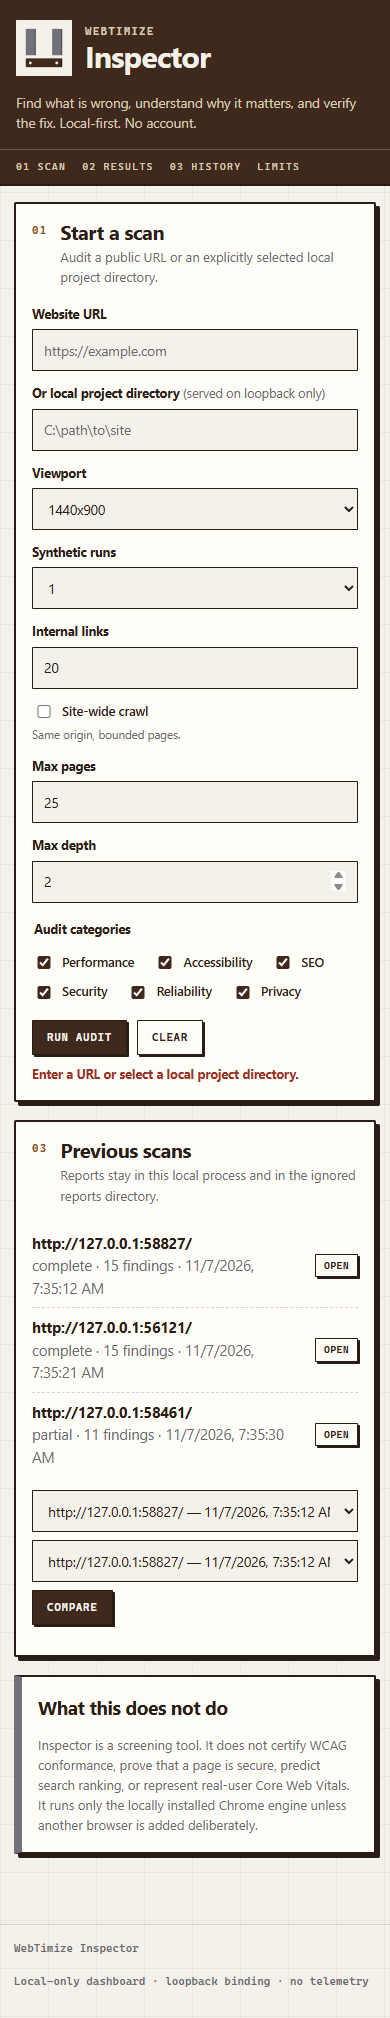 WEBTIMIZE
Inspector
Find what is wrong, understand why it matters, and verify
the fix. Local-first. No account.
01 SCAN 02 RESULTS 03 HISTORY LIMITS
01 Start a scan
Audit a public URL or an explicitly selected local
project directory.
Website URL
https://example.com
Or local project directory (served on loopback only)
C:\path\to\site
Viewport
1440x900
Synthetic runs
1
Internal links
20
Site-wide crawl
Same origin, bounded pages.
Max pages
25
Max depth
2
Audit categories
Performance Accessibility SEO
Security Reliability Privacy
RUN AUDIT CLEAR
Enter a URL or select a local project directory.
03 Previous scans
Reports stay in this local process and in the ignored
reports directory.
http://127.0.0.1:58827/
complete · 15 findings · 11/7/2026,
7:35:12 AM
OPEN
http://127.0.0.1:56121/
complete · 15 findings · 11/7/2026,
7:35:21 AM
OPEN
http://127.0.0.1:58461/
partial · 11 findings · 11/7/2026, 7:35:30
AM
OPEN
http://127.0.0.1:58827/ — 11/7/2026, 7:35:12 AM
http://127.0.0.1:58827/ — 11/7/2026, 7:35:12 AM
COMPARE
What this does not do
Inspector is a screening tool. It does not certify WCAG
conformance, prove that a page is secure, predict
search ranking, or represent real-user Core Web Vitals.
It runs only the locally installed Chrome engine unless
another browser is added deliberately.
WebTimize Inspector
Local-only dashboard · loopback binding · no telemetry